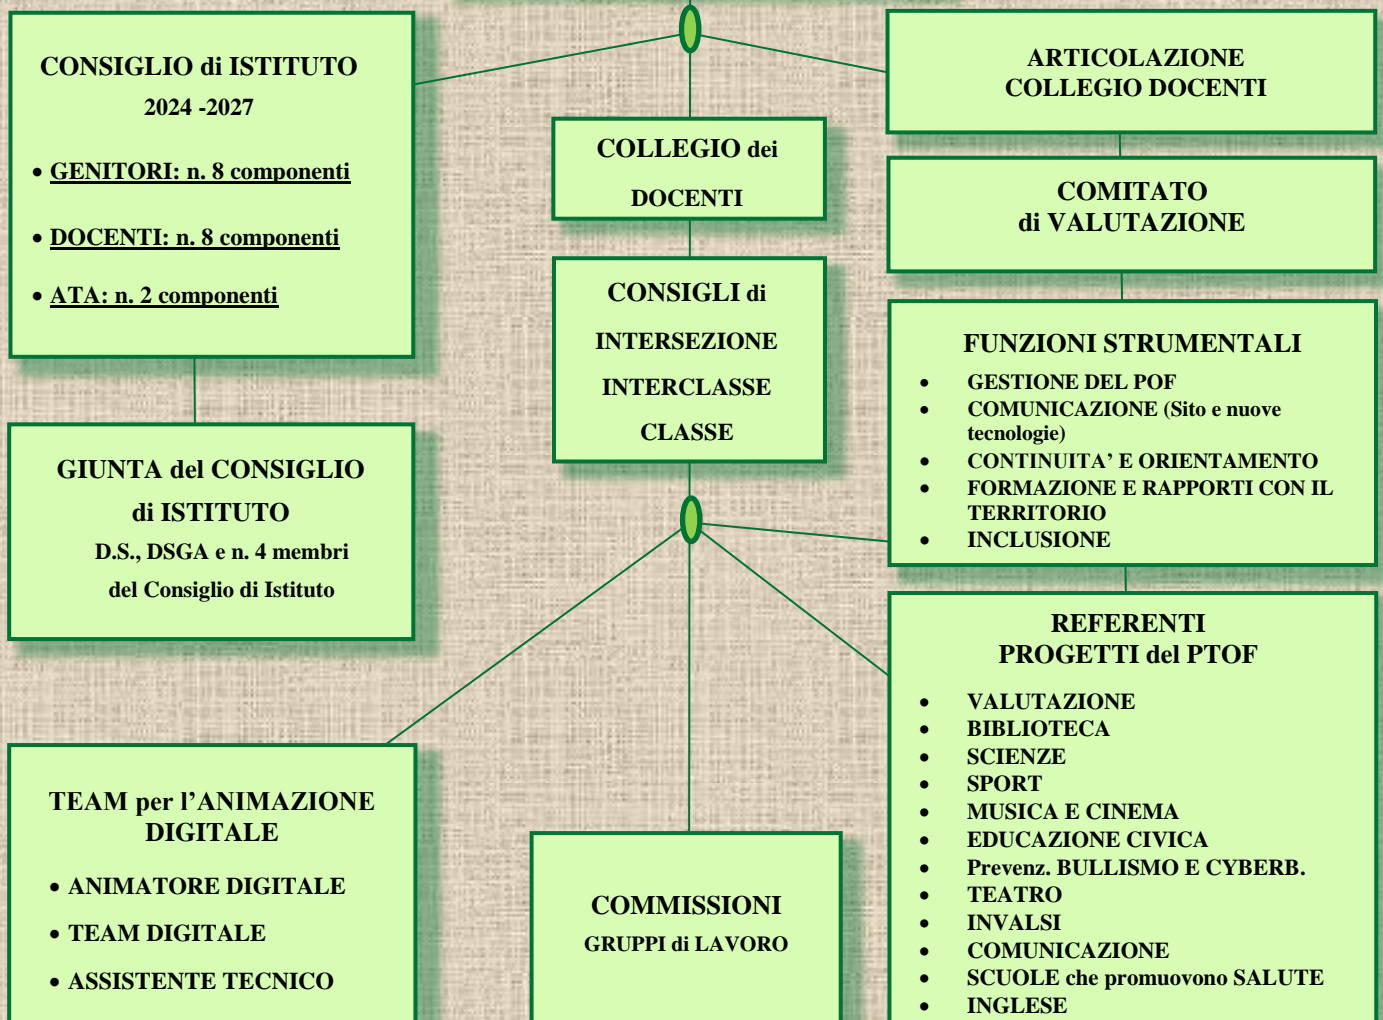 CONSIGLIO di ISTITUTO
2024 -2027
• GENITORI: n. 8 componenti
• DOCENTI: n. 8 componenti
• ATA: n. 2 componenti
GIUNTA del CONSIGLIO
di ISTITUTO
D.S., DSGA e n. 4 membri
del Consiglio di Istituto
TEAM per l’ANIMAZIONE
DIGITALE
• ANIMATORE DIGITALE
• TEAM DIGITALE
• ASSISTENTE TECNICO
COLLEGIO dei
DOCENTI
CONSIGLI di
INTERSEZIONE
INTERCLASSE
CLASSE
COMMISSIONI
GRUPPI di LAVORO
ARTICOLAZIONE
COLLEGIO DOCENTI
COMITATO
di VALUTAZIONE
FUNZIONI STRUMENTALI
• GESTIONE DEL POF
• COMUNICAZIONE (Sito e nuove
tecnologie)
• CONTINUITA’ E ORIENTAMENTO
• FORMAZIONE E RAPPORTI CON IL
TERRITORIO
• INCLUSIONE
REFERENTI
PROGETTI del PTOF
• VALUTAZIONE
• BIBLIOTECA
• SCIENZE
• SPORT
• MUSICA E CINEMA
• EDUCAZIONE CIVICA
• Prevenz. BULLISMO E CYBERB.
• TEATRO
• INVALSI
• COMUNICAZIONE
• SCUOLE che promuovono SALUTE
• INGLESE